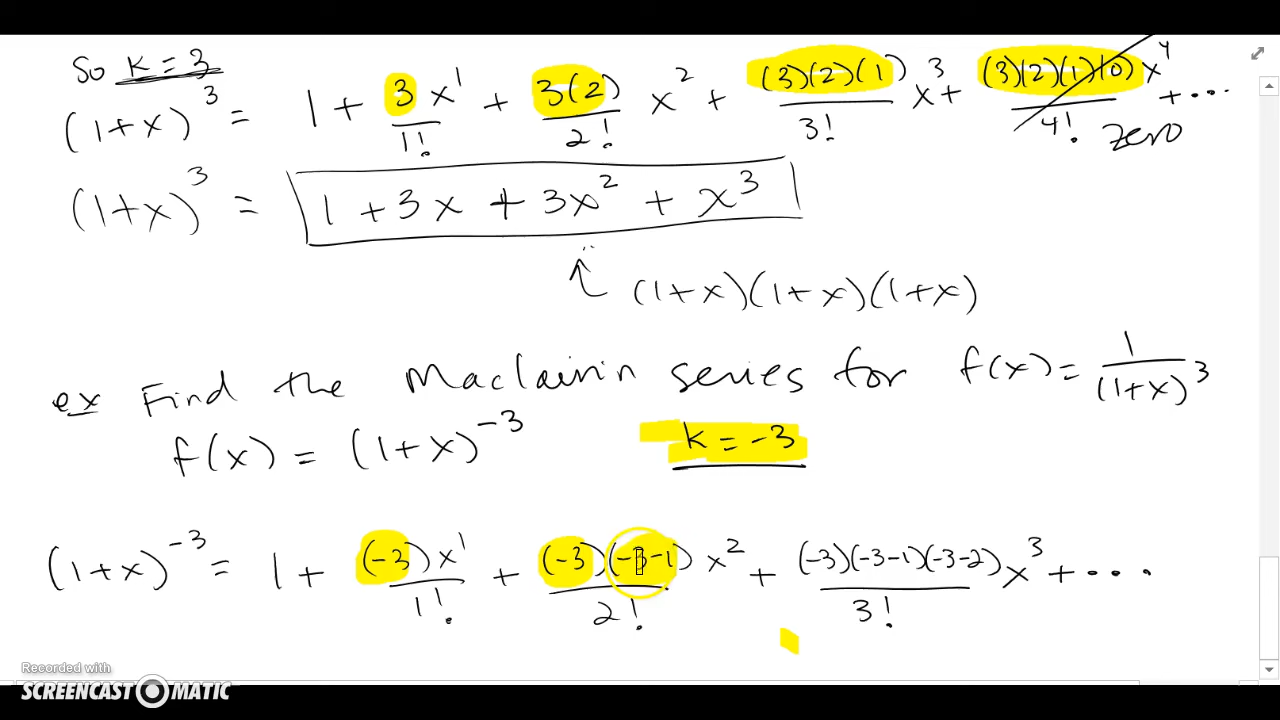 So k = 3
(1+x)^3 = 1 + 3x^1/1! + 3(2)/2! x^2 + (3)(2)(1)/3! x^3 + (3)(2)(1)(0)/4! x^4 + ...
zero
(1+x)^3 = 1 + 3x + 3x^2 + x^3
(1+x)(1+x)(1+x)
ex Find the Maclaurin series for f(x) = 1/(1+x)^3
f(x) = (1+x)^-3 k = -3
(1+x)^-3 = 1 + (-3)x^1/1! + (-3)(-3-1)/2! x^2 + (-3)(-3-1)(-3-2)/3! x^3 + ....
Recorded with
SCREENCAST-O-MATIC